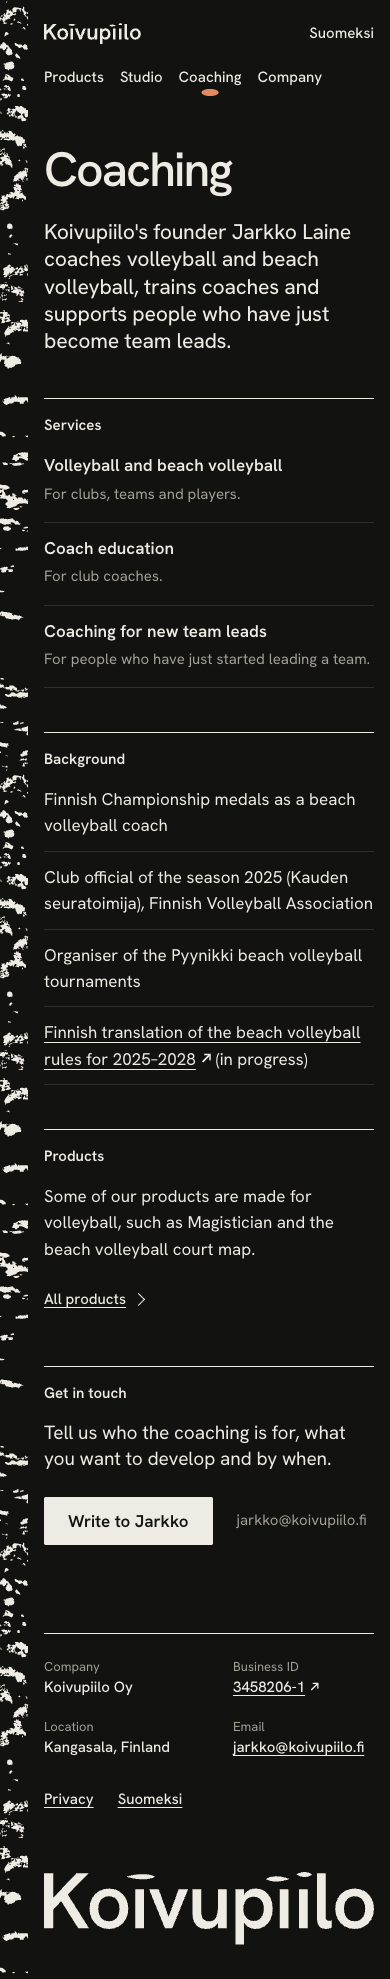 Koivupiilo
Suomeksi
Products Studio Coaching Company
Coaching
Koivupiilo's founder Jarkko Laine
coaches volleyball and beach
volleyball, trains coaches and
supports people who have just
become team leads.
Services
Volleyball and beach volleyball
For clubs, teams and players.
Coach education
For club coaches.
Coaching for new team leads
For people who have just started leading a team.
Background
Finnish Championship medals as a beach
volleyball coach
Club official of the season 2025 (Kauden
seuratoimija), Finnish Volleyball Association
Organiser of the Pyynikki beach volleyball
tournaments
Finnish translation of the beach volleyball
rules for 2025–2028 ↗ (in progress)
Products
Some of our products are made for
volleyball, such as Magistician and the
beach volleyball court map.
All products
Get in touch
Tell us who the coaching is for, what
you want to develop and by when.
Write to Jarkko jarkko@koivupiilo.fi
Company
Koivupiilo Oy
Business ID
3458206-1 ↗
Location
Kangasala, Finland
Email
jarkko@koivupiilo.fi
Privacy Suomeksi
Koivupiilo